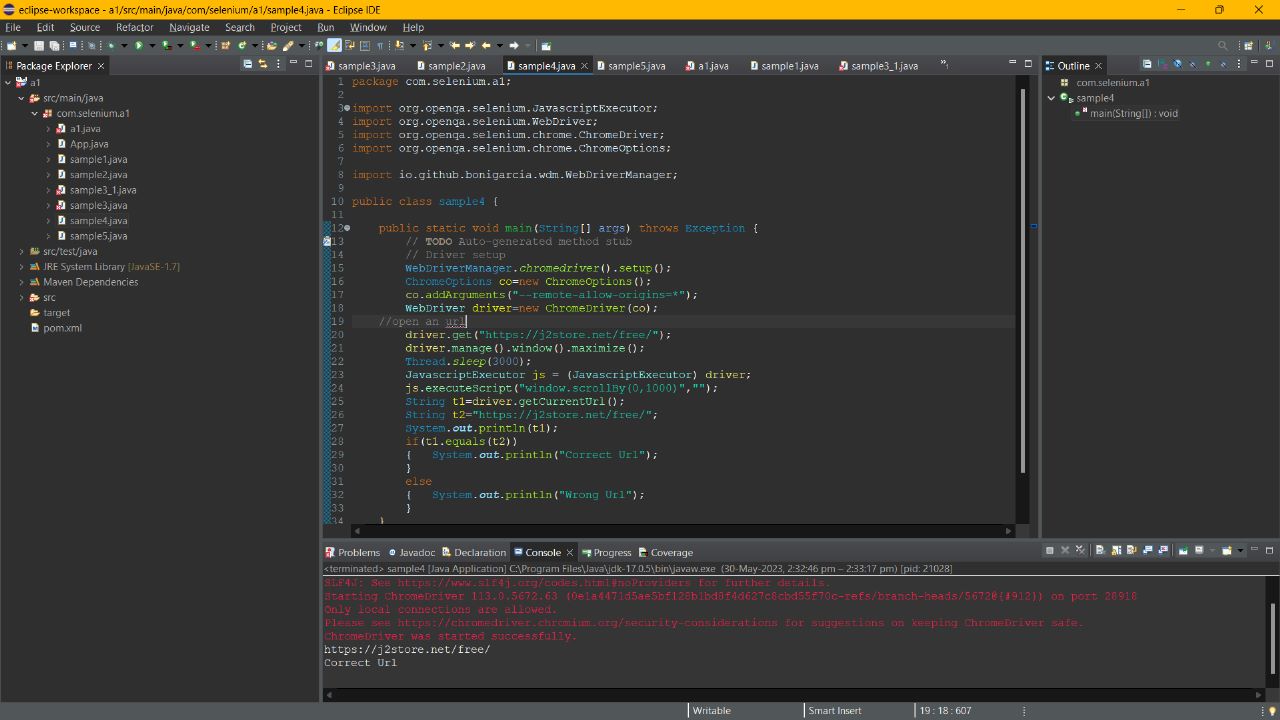 eclipse-workspace - a1/src/main/java/com/selenium/a1/sample4.java - Eclipse IDE
File Edit Source Refactor Navigate Search Project Run Window Help
Package Explorer
a1
src/main/java
com.selenium.a1
a1.java
App.java
sample1.java
sample2.java
sample3_1.java
sample3.java
sample4.java
sample5.java
src/test/java
JRE System Library [JavaSE-1.7]
Maven Dependencies
src
target
pom.xml
sample3.java sample2.java sample4.java sample5.java a1.java sample1.java sample3_1.java
1 package com.selenium.a1;
2
3 import org.openqa.selenium.JavascriptExecutor;
4 import org.openqa.selenium.WebDriver;
5 import org.openqa.selenium.chrome.ChromeDriver;
6 import org.openqa.selenium.chrome.ChromeOptions;
7
8 import io.github.bonigarcia.wdm.WebDriverManager;
9
10 public class sample4 {
11
12 public static void main(String[] args) throws Exception {
13 // TODO Auto-generated method stub
14 // Driver setup
15 WebDriverManager.chromedriver().setup();
16 ChromeOptions co=new ChromeOptions();
17 co.addArguments("--remote-allow-origins=*");
18 WebDriver driver=new ChromeDriver(co);
19 //open an url
20 driver.get("https://j2store.net/free/");
21 driver.manage().window().maximize();
22 Thread.sleep(3000);
23 JavascriptExecutor js = (JavascriptExecutor) driver;
24 js.executeScript("window.scrollBy(0,1000)","");
25 String t1=driver.getCurrentUrl();
26 String t2="https://j2store.net/free/";
27 System.out.println(t1);
28 if(t1.equals(t2))
29 { System.out.println("Correct Url");
30 }
31 else
32 { System.out.println("Wrong Url");
33 }
34 }
Outline
com.selenium.a1
sample4
main(String[]) : void
Problems Javadoc Declaration Console Progress Coverage
<terminated> sample4 [Java Application] C:\Program Files\Java\jdk-17.0.5\bin\javaw.exe (30-May-2023, 2:32:46 pm – 2:33:17 pm) [pid: 21028]
SLF4J: See https://www.slf4j.org/codes.html#noProviders for further details.
Starting ChromeDriver 113.0.5672.63 (0e1a4471d5ae5bf128b1bd8f4d627c8cbd55f70c-refs/branch-heads/5672@{#912}) on port 28918
Only local connections are allowed.
Please see https://chromedriver.chromium.org/security-considerations for suggestions on keeping ChromeDriver safe.
ChromeDriver was started successfully.
https://j2store.net/free/
Correct Url
Writable Smart Insert 19 : 18 : 607